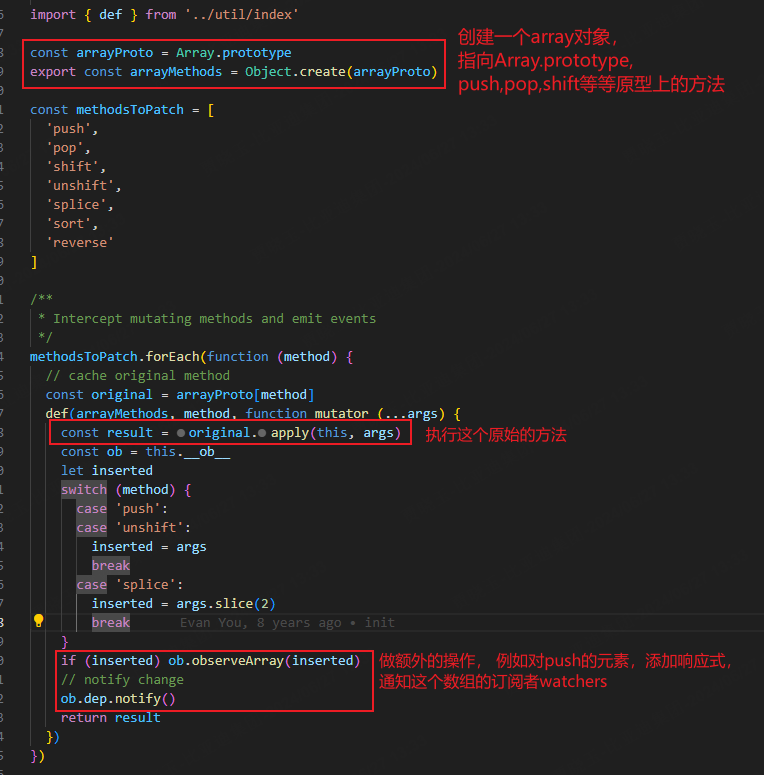 import { def } from '../util/index'
const arrayProto = Array.prototype
export const arrayMethods = Object.create(arrayProto)
创建一个array对象，
指向Array.prototype,
push,pop,shift等等原型上的方法
const methodsToPatch = [
'push',
'pop',
'shift',
'unshift',
'splice',
'sort',
'reverse'
]
/**
* Intercept mutating methods and emit events
*/
methodsToPatch.forEach(function (method) {
// cache original method
const original = arrayProto[method]
def(arrayMethods, method, function mutator (...args) {
const result = original.apply(this, args)
执行这个原始的方法
const ob = this.__ob__
let inserted
switch (method) {
case 'push':
case 'unshift':
inserted = args
break
case 'splice':
inserted = args.slice(2)
break
Evan You, 8 years ago • init
}
if (inserted) ob.observeArray(inserted)
// notify change
ob.dep.notify()
做额外的操作， 例如对push的元素，添加响应式，
通知这个数组的订阅者watchers
return result
})
})